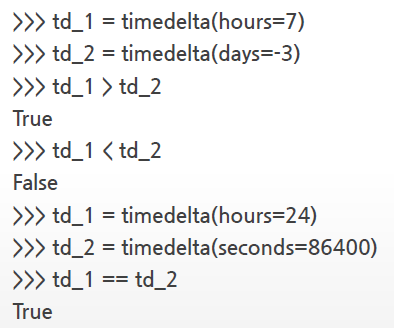 >>> td_1 = timedelta(hours=7)
>>> td_2 = timedelta(days=-3)
>>> td_1 > td_2
True
>>> td_1 < td_2
False
>>> td_1 = timedelta(hours=24)
>>> td_2 = timedelta(seconds=86400)
>>> td_1 == td_2
True